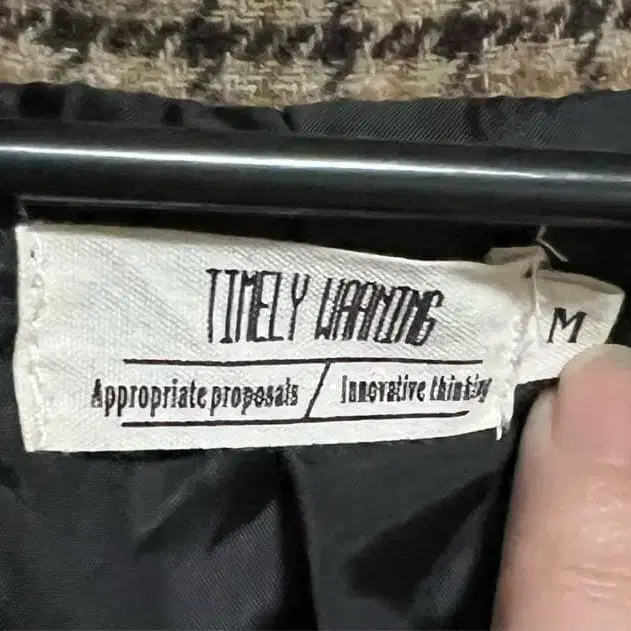 TIMELY WARNING
Appropriate proposals / Innovative thinking
M